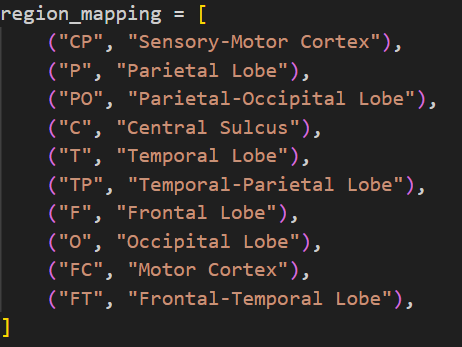 region_mapping = [
("CP", "Sensory-Motor Cortex"),
("P", "Parietal Lobe"),
("PO", "Parietal-Occipital Lobe"),
("C", "Central Sulcus"),
("T", "Temporal Lobe"),
("TP", "Temporal-Parietal Lobe"),
("F", "Frontal Lobe"),
("O", "Occipital Lobe"),
("FC", "Motor Cortex"),
("FT", "Frontal-Temporal Lobe"),
]